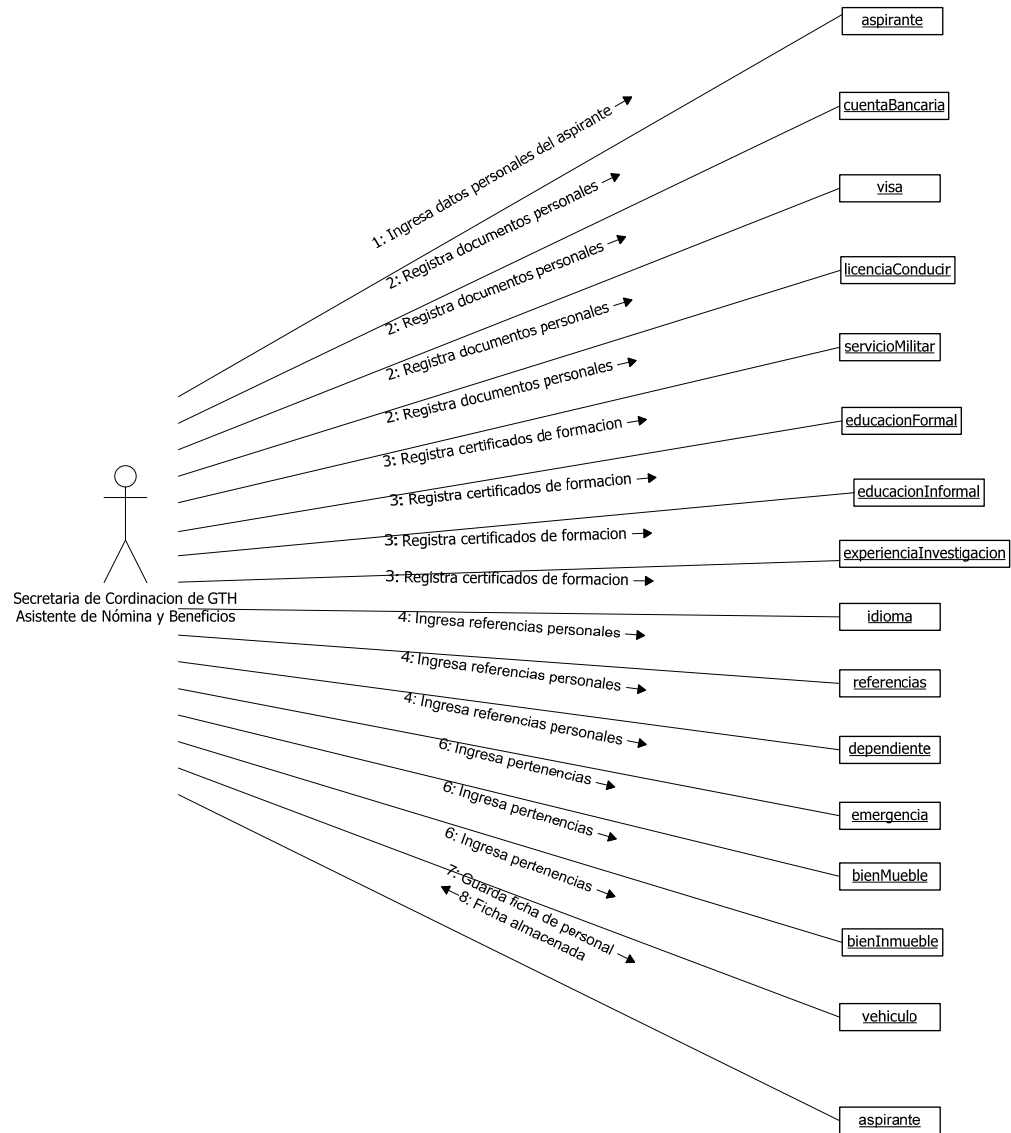 aspirante
1: Ingresa datos personales del aspirante
cuentaBancaria
2: Registra documentos personales
visa
2: Registra documentos personales
licenciaConducir
2: Registra documentos personales
servicioMilitar
2: Registra documentos personales
educacionFormal
3: Registra certificados de formacion
educacionInformal
3: Registra certificados de formacion
experienciaInvestigacion
3: Registra certificados de formacion
3: Registra certificados de formacion
Secretaria de Cordinacion de GTH
Asistente de Nómina y Beneficios
idioma
4: Ingresa referencias personales
referencias
4: Ingresa referencias personales
dependiente
4: Ingresa referencias personales
emergencia
6: Ingresa pertenencias
bienMueble
6: Ingresa pertenencias
bienInmueble
6: Ingresa pertenencias
vehiculo
7: Guarda ficha de personal
8: Ficha almacenada
aspirante